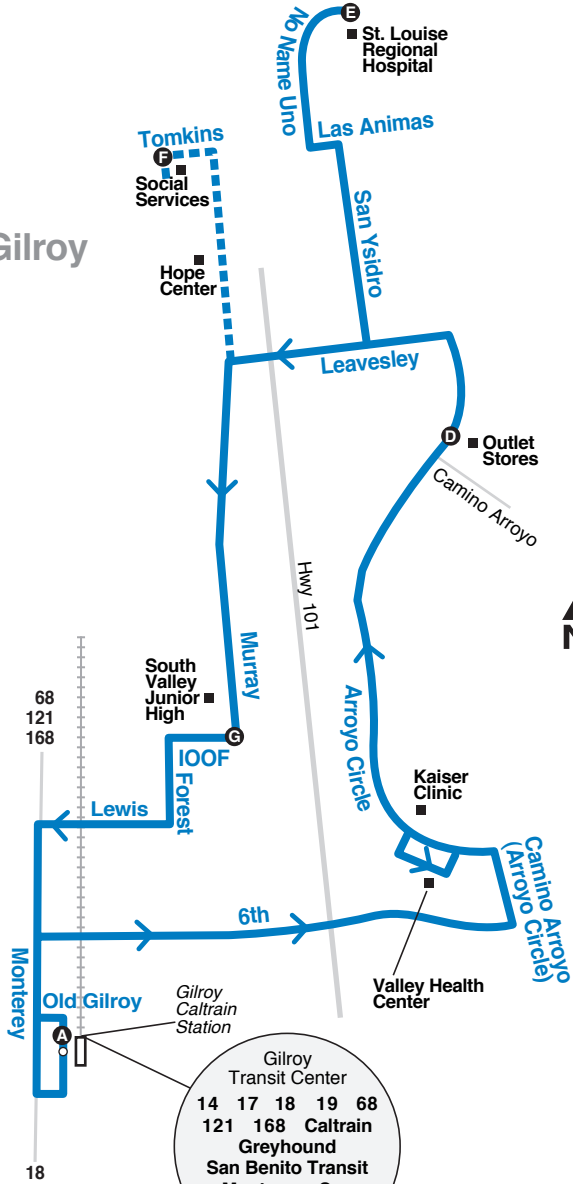 E
St. Louise
Regional
Hospital
No Name Uno
Las Animas
Tomkins
F
Social
Services
San Ysidro
Gilroy
Hope
Center
Leavesley
D
Outlet
Stores
Camino Arroyo
Hwy 101
N
Murray
South
Valley
Junior
High
68
121
168
G
IOOF
Forest
Arroyo Circle
Kaiser
Clinic
Lewis
Camino Arroyo
(Arroyo Circle)
6th
Monterey
Old Gilroy
Gilroy
Caltrain
Station
A
Valley Health
Center
Gilroy
Transit Center
14 17 18 19 68
121 168 Caltrain
Greyhound
San Benito Transit
18